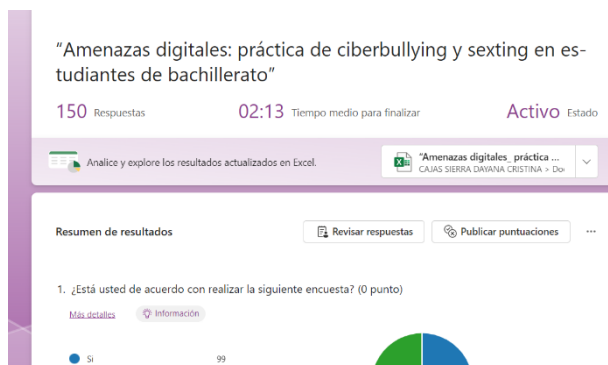 “Amenazas digitales: práctica de ciberbullying y sexting en es-
tudiantes de bachillerato”
150 Respuestas 02:13 Tiempo medio para finalizar Activo Estado
Analice y explore los resultados actualizados en Excel.
“Amenazas digitales_ práctica ...
CAJAS SIERRA DAYANA CRISTINA > Do
Resumen de resultados Revisar respuestas Publicar puntuaciones ...
1. ¿Está usted de acuerdo con realizar la siguiente encuesta? (0 punto)
Más detalles Información
Si 99